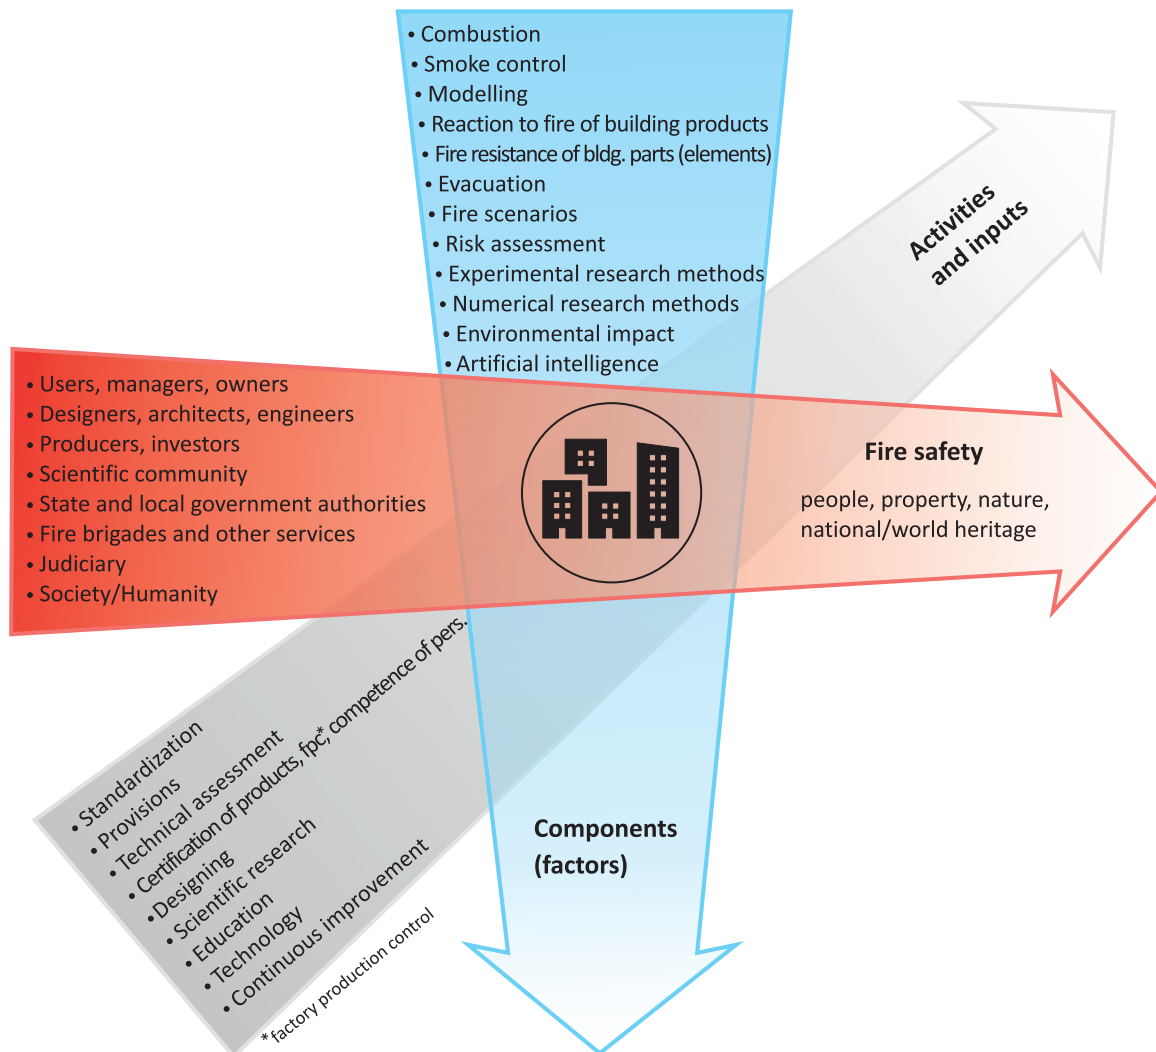 • Combustion
• Smoke control
• Modelling
• Reaction to fire of building products
• Fire resistance of bldg. parts (elements)
• Evacuation
• Fire scenarios
• Risk assessment
• Experimental research methods
• Numerical research methods
• Environmental impact
• Artificial intelligence
Activities
and inputs
• Users, managers, owners
• Designers, architects, engineers
• Producers, investors
• Scientific community
• State and local government authorities
• Fire brigades and other services
• Judiciary
• Society/Humanity
Fire safety
people, property, nature,
national/world heritage
• Standardization
• Provisions
• Technical assessment
• Certification of products, fpc*, competence of pers.
• Designing
• Scientific research
• Education
• Technology
• Continuous improvement
* factory production control
Components
(factors)